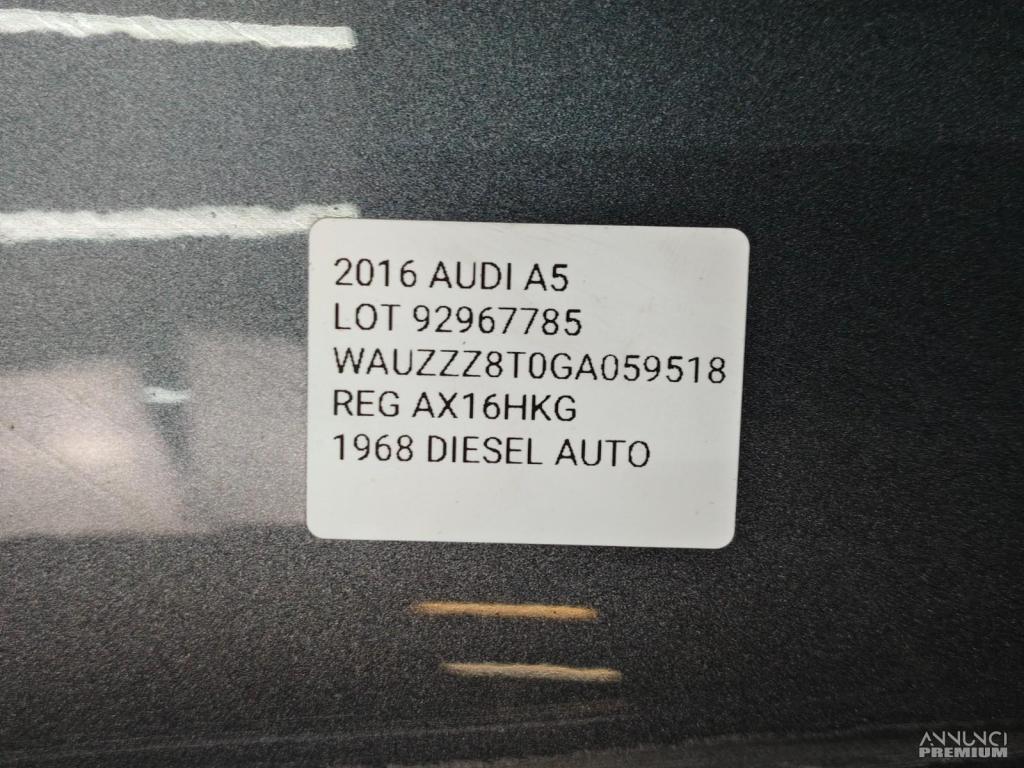 2016 AUDI A5
LOT 92967785
WAUZZZ8T0GA059518
REG AX16HKG
1968 DIESEL AUTO
ANNUNCI
PREMIUM